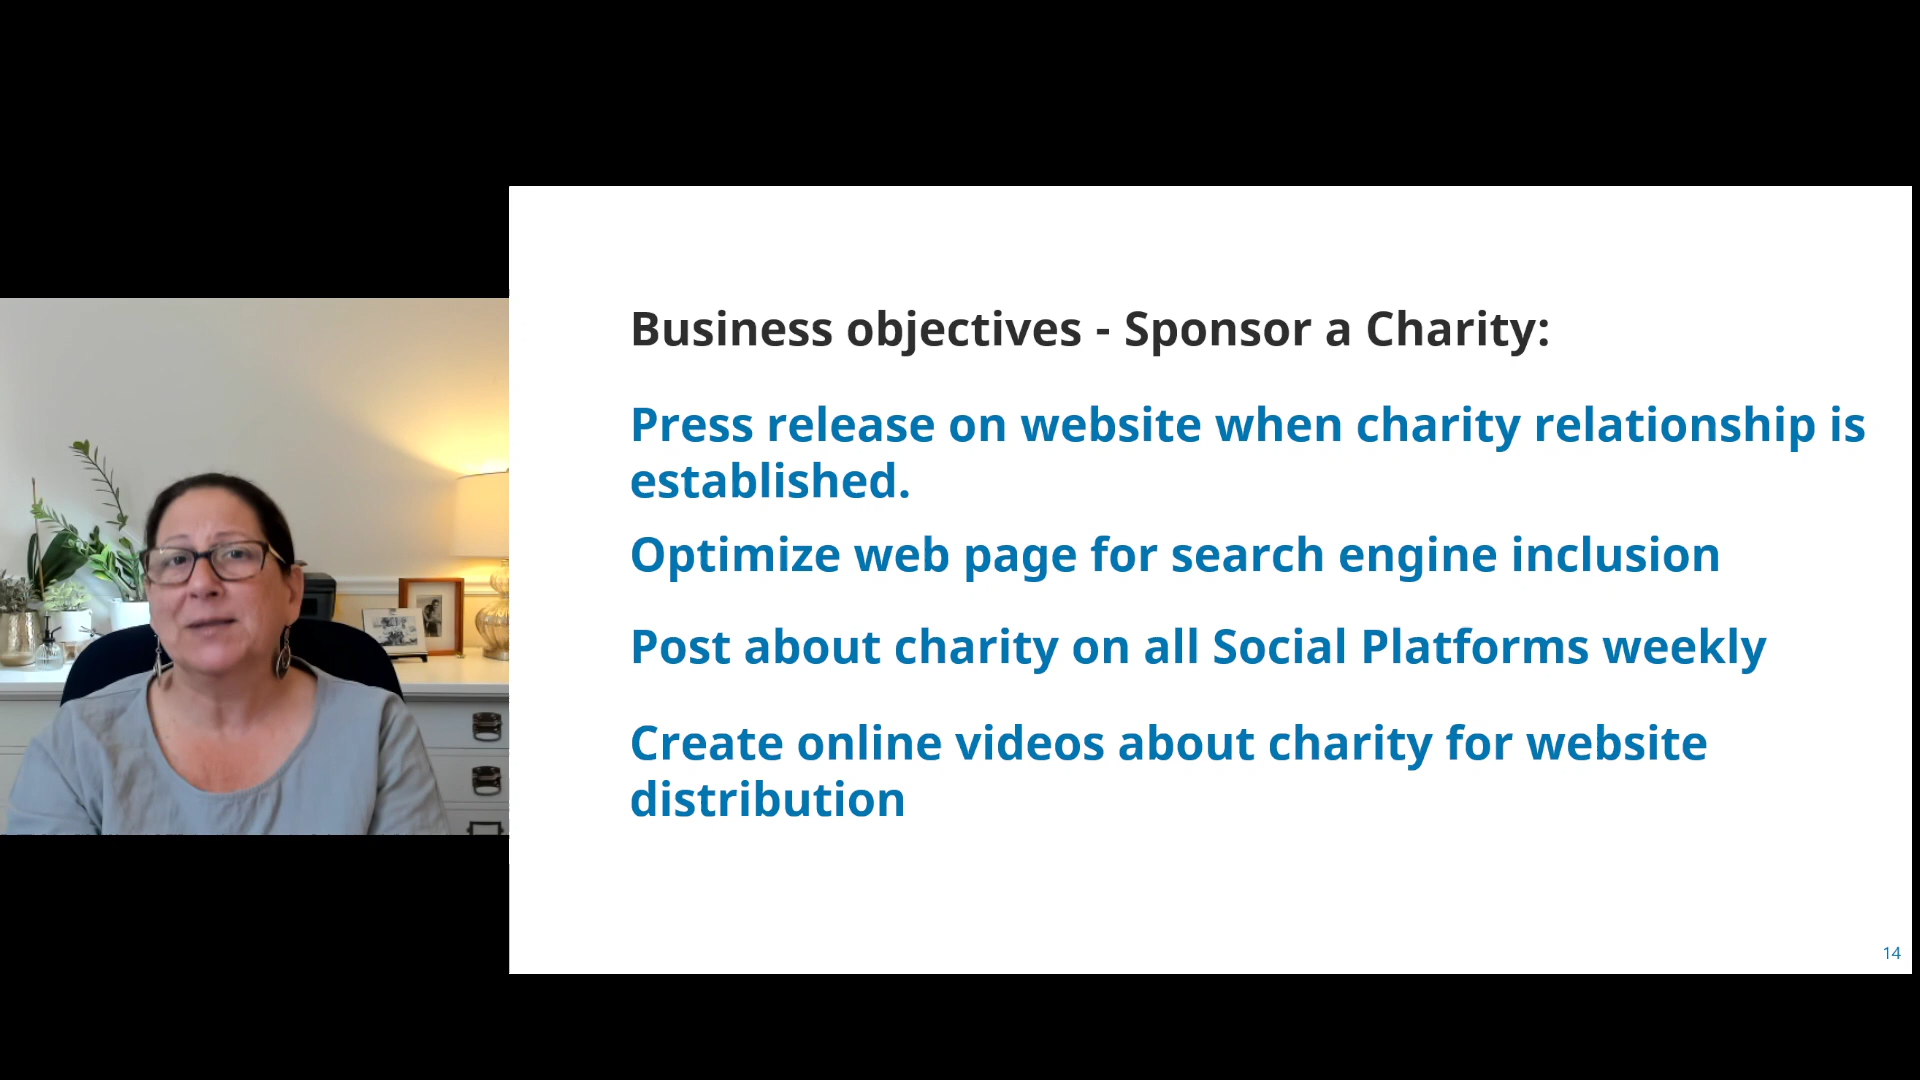 Business objectives - Sponsor a Charity:
Press release on website when charity relationship is
established.
Optimize web page for search engine inclusion
Post about charity on all Social Platforms weekly
Create online videos about charity for website
distribution
14